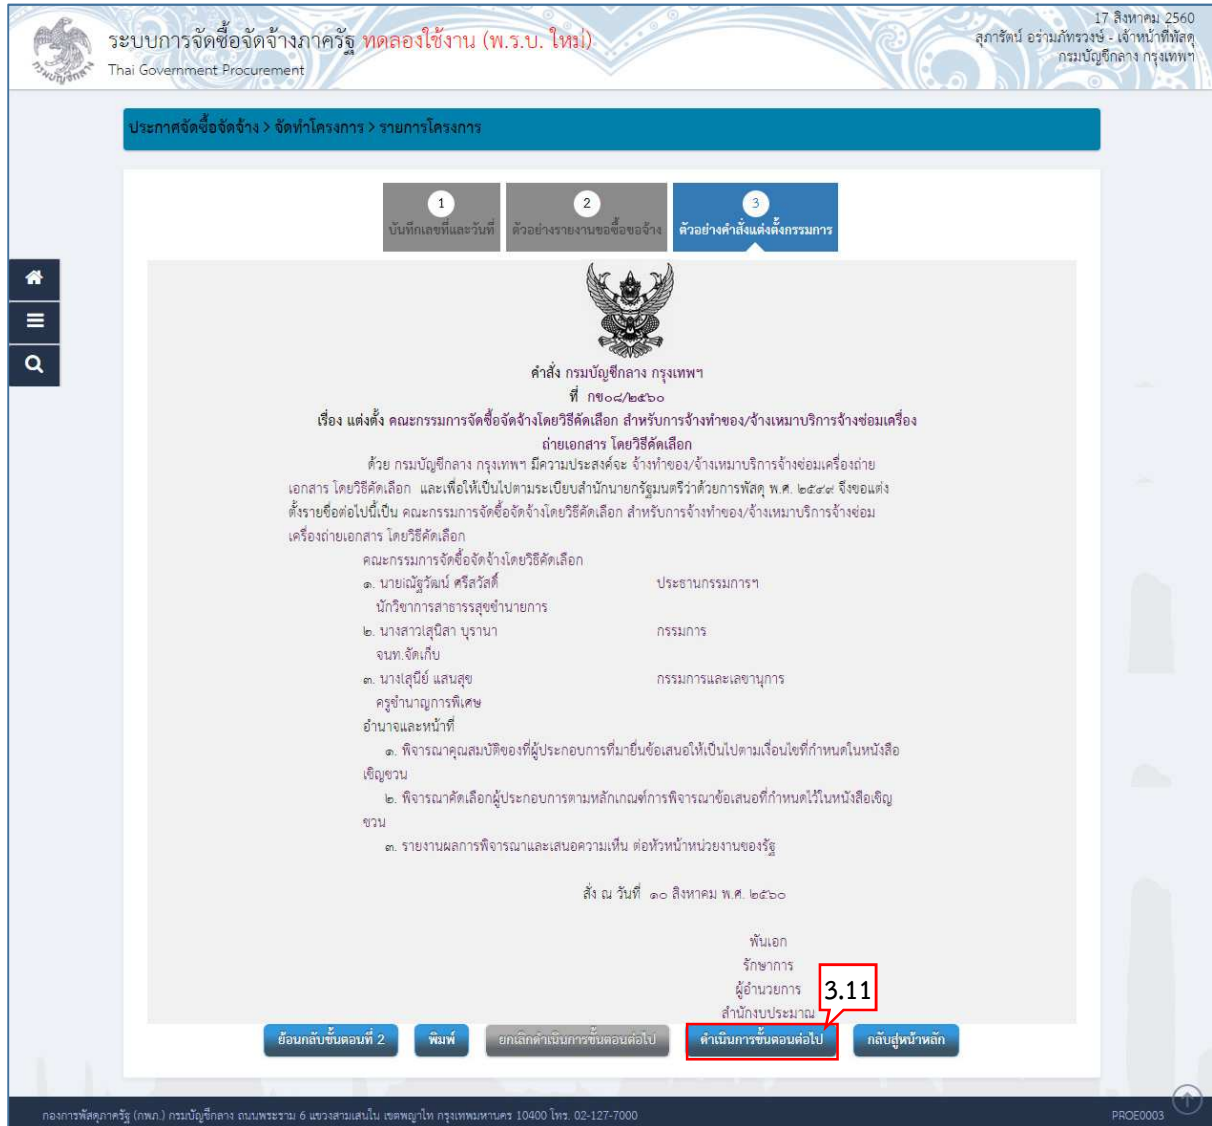 17 สิงหาคม 2560
ระบบการจัดซื้อจัดจ้างภาครัฐ ทดลองใช้งาน (พ.ร.บ. ใหม่)
สุภารัตน์ อร่ามภัทรวงษ์ - เจ้าหน้าที่พัสดุ
Thai Government Procurement
กรมบัญชีกลาง กรุงเทพฯ
ประกาศจัดซื้อจัดจ้าง > จัดทำโครงการ > รายการโครงการ
1
2
3
บันทึกเลขที่และวันที่
ตัวอย่างรายงานขอซื้อขอจ้าง
ตัวอย่างคำสั่งแต่งตั้งกรรมการ
คำสั่ง กรมบัญชีกลาง กรุงเทพฯ
ที่ กข๐๘/๒๕๖๐
เรื่อง แต่งตั้ง คณะกรรมการจัดซื้อจัดจ้างโดยวิธีคัดเลือก สำหรับการจ้างทำของ/จ้างเหมาบริการจ้างซ่อมเครื่อง
ถ่ายเอกสาร โดยวิธีคัดเลือก
ด้วย กรมบัญชีกลาง กรุงเทพฯ มีความประสงค์จะ จ้างทำของ/จ้างเหมาบริการจ้างซ่อมเครื่องถ่าย
เอกสาร โดยวิธีคัดเลือก และเพื่อให้เป็นไปตามระเบียบสำนักนายกรัฐมนตรีว่าด้วยการพัสดุ พ.ศ. ๒๕๔๙ จึงขอแต่ง
ตั้งรายชื่อต่อไปนี้เป็น คณะกรรมการจัดซื้อจัดจ้างโดยวิธีคัดเลือก สำหรับการจ้างทำของ/จ้างเหมาบริการจ้างซ่อม
เครื่องถ่ายเอกสาร โดยวิธีคัดเลือก
คณะกรรมการจัดซื้อจัดจ้างโดยวิธีคัดเลือก
๑. นายเณัฐวัฒน์ ศรีสวัสดิ์ ประธานกรรมการฯ
นักวิชาการสาธารรสุขชำนายการ
๒. นางสาวโสุนิสา บุรานา กรรมการ
จนท.จัดเก็บ
๓. นางเสุนีย์ แสนสุข กรรมการและเลขานุการ
ครูชำนาญการพิเศษ
อำนาจและหน้าที่
๑. พิจารณาคุณสมบัติของที่ผู้ประกอบการที่มายื่นข้อเสนอให้เป็นไปตามเงื่อนไขที่กำหนดในหนังสือ
เชิญชวน
๒. พิจารณาคัดเลือกผู้ประกอบการตามหลักเกณฑ์การพิจารณาข้อเสนอที่กำหนดไว้ในหนังสือเชิญ
ชวน
๓. รายงานผลการพิจารณาและเสนอความเห็น ต่อหัวหน้าหน่วยงานของรัฐ
สั่ง ณ วันที่ ๑๐ สิงหาคม พ.ศ. ๒๕๖๐
พันเอก
รักษาการ
ผู้อำนวยการ
3.11
สำนักงบประมาณ
ย้อนกลับขั้นตอนที่ 2
พิมพ์
ยกเลิกดำเนินการขั้นตอนต่อไป
ดำเนินการขั้นตอนต่อไป
กลับสู่หน้าหลัก
กองการพัสดุภาครัฐ (กพภ.) กรมบัญชีกลาง ถนนพระราม 6 แขวงสามเสนใน เขตพญาไท กรุงเทพมหานคร 10400 โทร. 02-127-7000
PROE0003